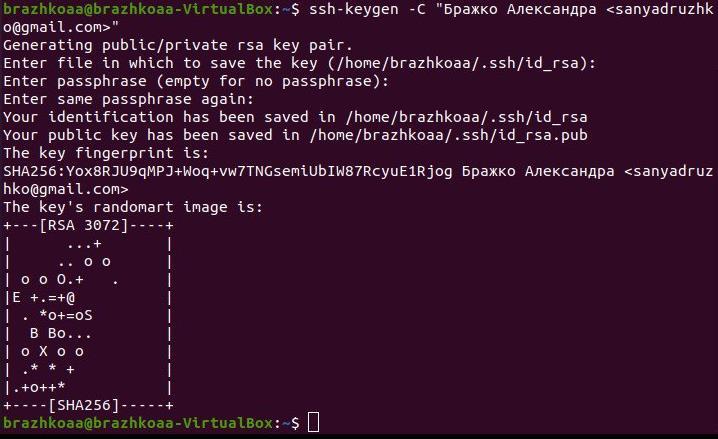 brazhkoaa@brazhkoaa-VirtualBox:~$ ssh-keygen -C "Бражко Александра <sanyadruzhk
o@gmail.com>"
Generating public/private rsa key pair.
Enter file in which to save the key (/home/brazhkoaa/.ssh/id_rsa):
Enter passphrase (empty for no passphrase):
Enter same passphrase again:
Your identification has been saved in /home/brazhkoaa/.ssh/id_rsa
Your public key has been saved in /home/brazhkoaa/.ssh/id_rsa.pub
The key fingerprint is:
SHA256:Yox8RJU9qMPJ+Woq+vw7TNGsemiUbIW87RcyuE1Rjog Бражко Александра <sanyadruz
hko@gmail.com>
The key's randomart image is:
+---[RSA 3072]----+
|      ...+       |
|     .. o o      |
| o o O.+   .     |
|E +.=+@          |
| . *o+=oS        |
|  B Bo...        |
| o X o o         |
| .* * +          |
|.+o++*           |
+----[SHA256]-----+
brazhkoaa@brazhkoaa-VirtualBox:~$